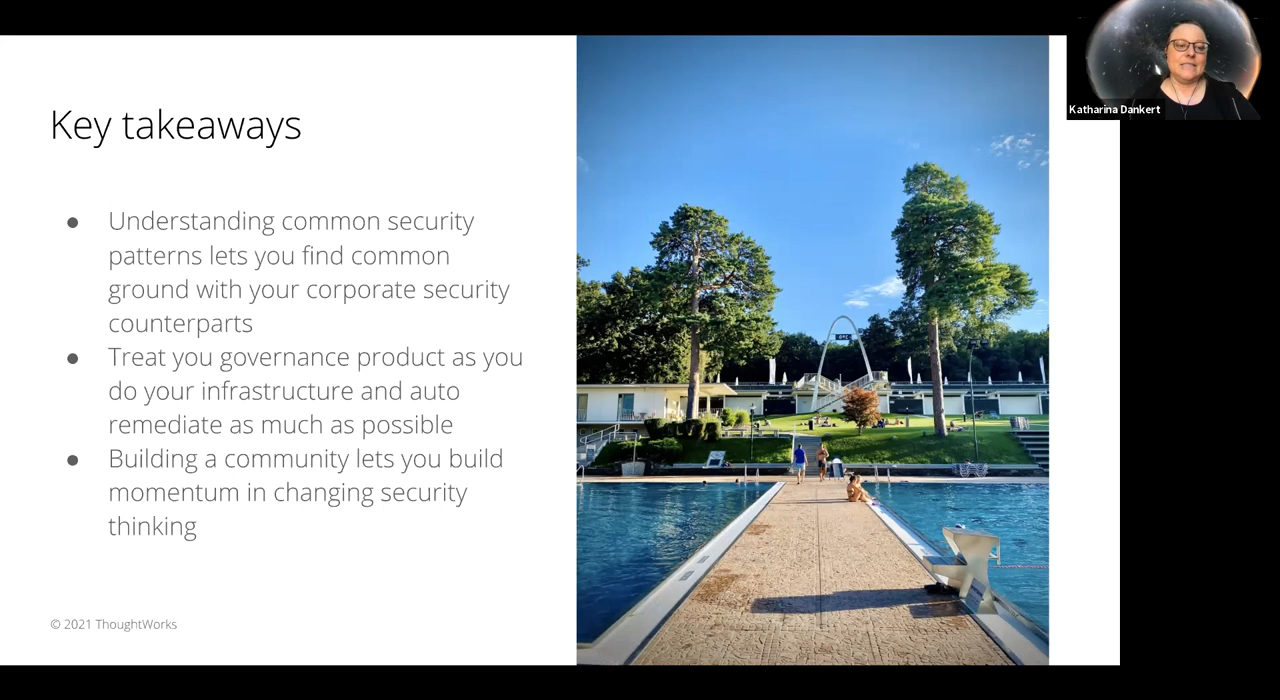 Katharina Dankert
Key takeaways
● Understanding common security
patterns lets you find common
ground with your corporate security
counterparts
● Treat you governance product as you
do your infrastructure and auto
remediate as much as possible
● Building a community lets you build
momentum in changing security
thinking
© 2021 ThoughtWorks